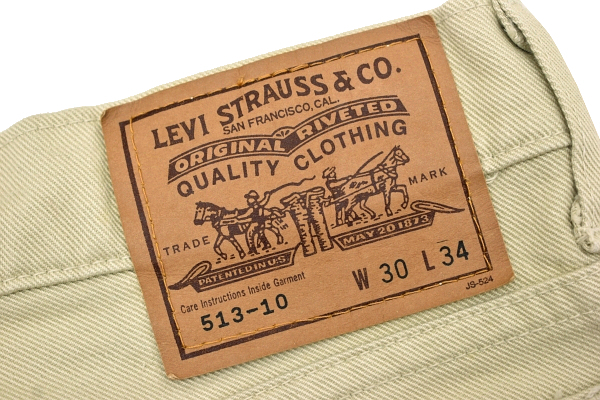 LEVI STRAUSS & CO.
SAN FRANCISCO, CAL.
ORIGINAL RIVETED
QUALITY CLOTHING
TRADE MARK
PATENTED IN U.S. MAY 20 1873
Care Instructions Inside Garment
513-10 W 30 L 34
JS-524